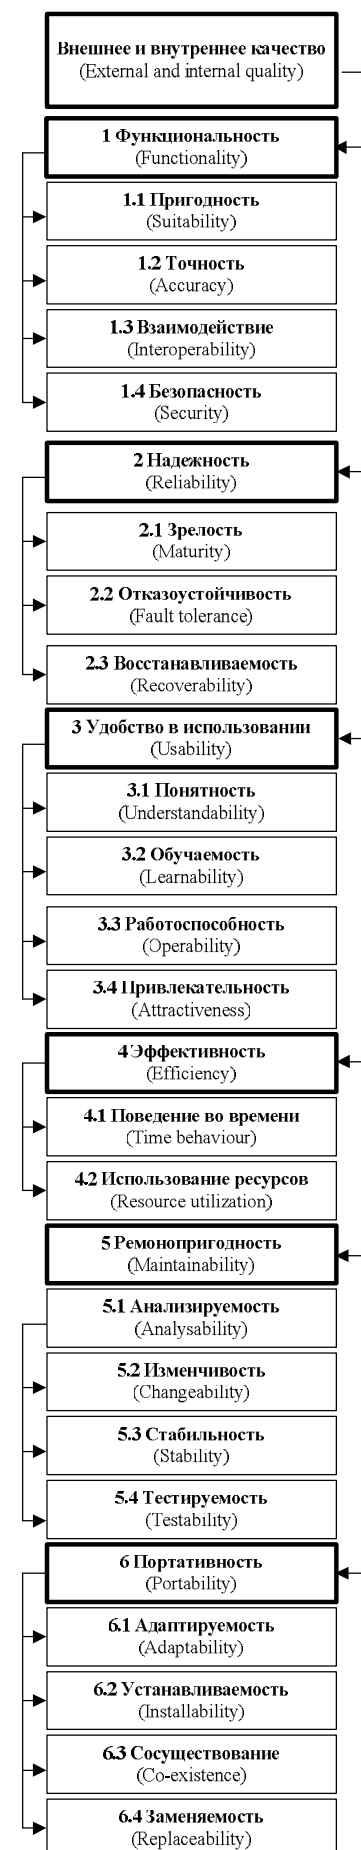 Внешнее и внутреннее качество
(External and internal quality)
1 Функциональность
(Functionality)
1.1 Пригодность
(Suitability)
1.2 Точность
(Accuracy)
1.3 Взаимодействие
(Interoperability)
1.4 Безопасность
(Security)
2 Надежность
(Reliability)
2.1 Зрелость
(Maturity)
2.2 Отказоустойчивость
(Fault tolerance)
2.3 Восстанавливаемость
(Recoverability)
3 Удобство в использовании
(Usability)
3.1 Понятность
(Understandability)
3.2 Обучаемость
(Learnability)
3.3 Работоспособность
(Operability)
3.4 Привлекательность
(Attractiveness)
4 Эффективность
(Efficiency)
4.1 Поведение во времени
(Time behaviour)
4.2 Использование ресурсов
(Resource utilization)
5 Ремонопригодность
(Maintainability)
5.1 Анализируемость
(Analysability)
5.2 Изменчивость
(Changeability)
5.3 Стабильность
(Stability)
5.4 Тестируемость
(Testability)
6 Портативность
(Portability)
6.1 Адаптируемость
(Adaptability)
6.2 Устанавливаемость
(Installability)
6.3 Сосуществование
(Co-existence)
6.4 Заменяемость
(Replaceability)